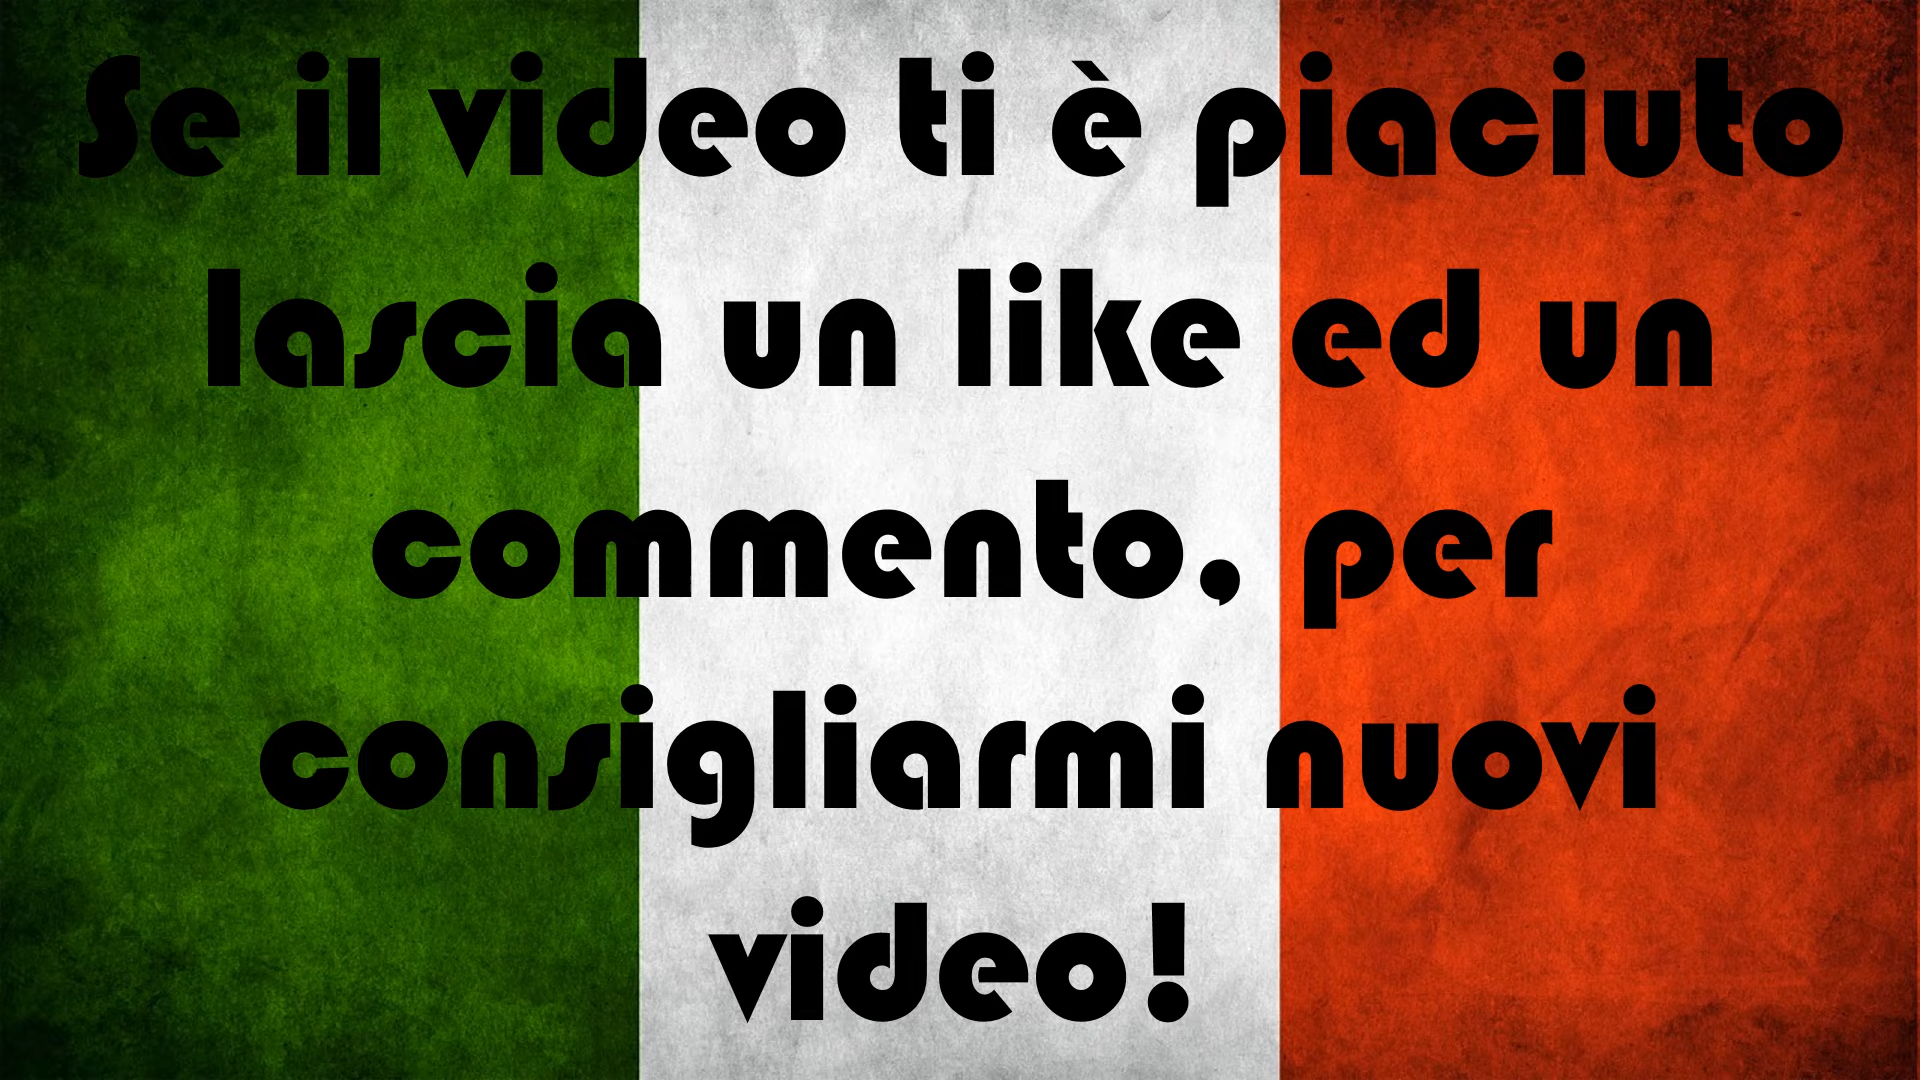 Se il video ti è piaciuto
lascia un like ed un
commento, per
consigliarmi nuovi
video!